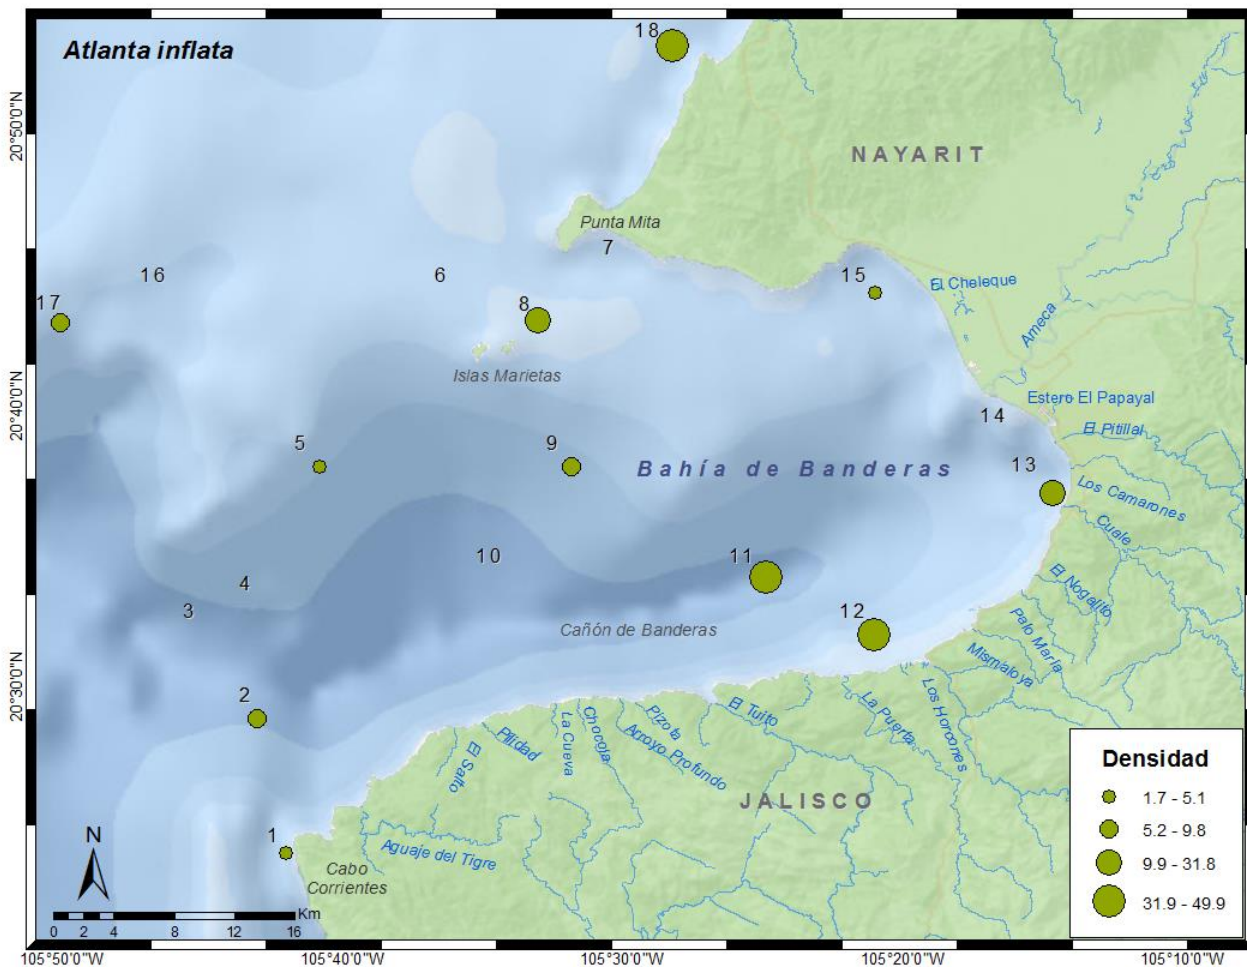 Atlanta inflata
18
20°50'0"N
NAYARIT
Punta Mita
7
16
6
15
El Cheleque
17
8
Ameca
Islas Marietas
20°40'0"N
Estero El Papayal
14
El Pitillal
5
9
Bahía de Banderas
13
Los Camarones
Cuale
10
11
4
El Nogalito
3
12
Palo María
Cañón de Banderas
Mismaloya
20°30'0"N
2
Los Horcones
La Puerta
El Tuito
Pizota
Chocola
La Cueva
Pilidad
Arroyo Profundo
El Salto
Densidad
JALISCO
1.7 - 5.1
5.2 - 9.8
9.9 - 31.8
31.9 - 49.9
1
N
Aguaje del Tigre
Cabo
Corrientes
Km
0 2 4 8 12 16
105°50'0"W 105°40'0"W 105°30'0"W 105°20'0"W 105°10'0"W